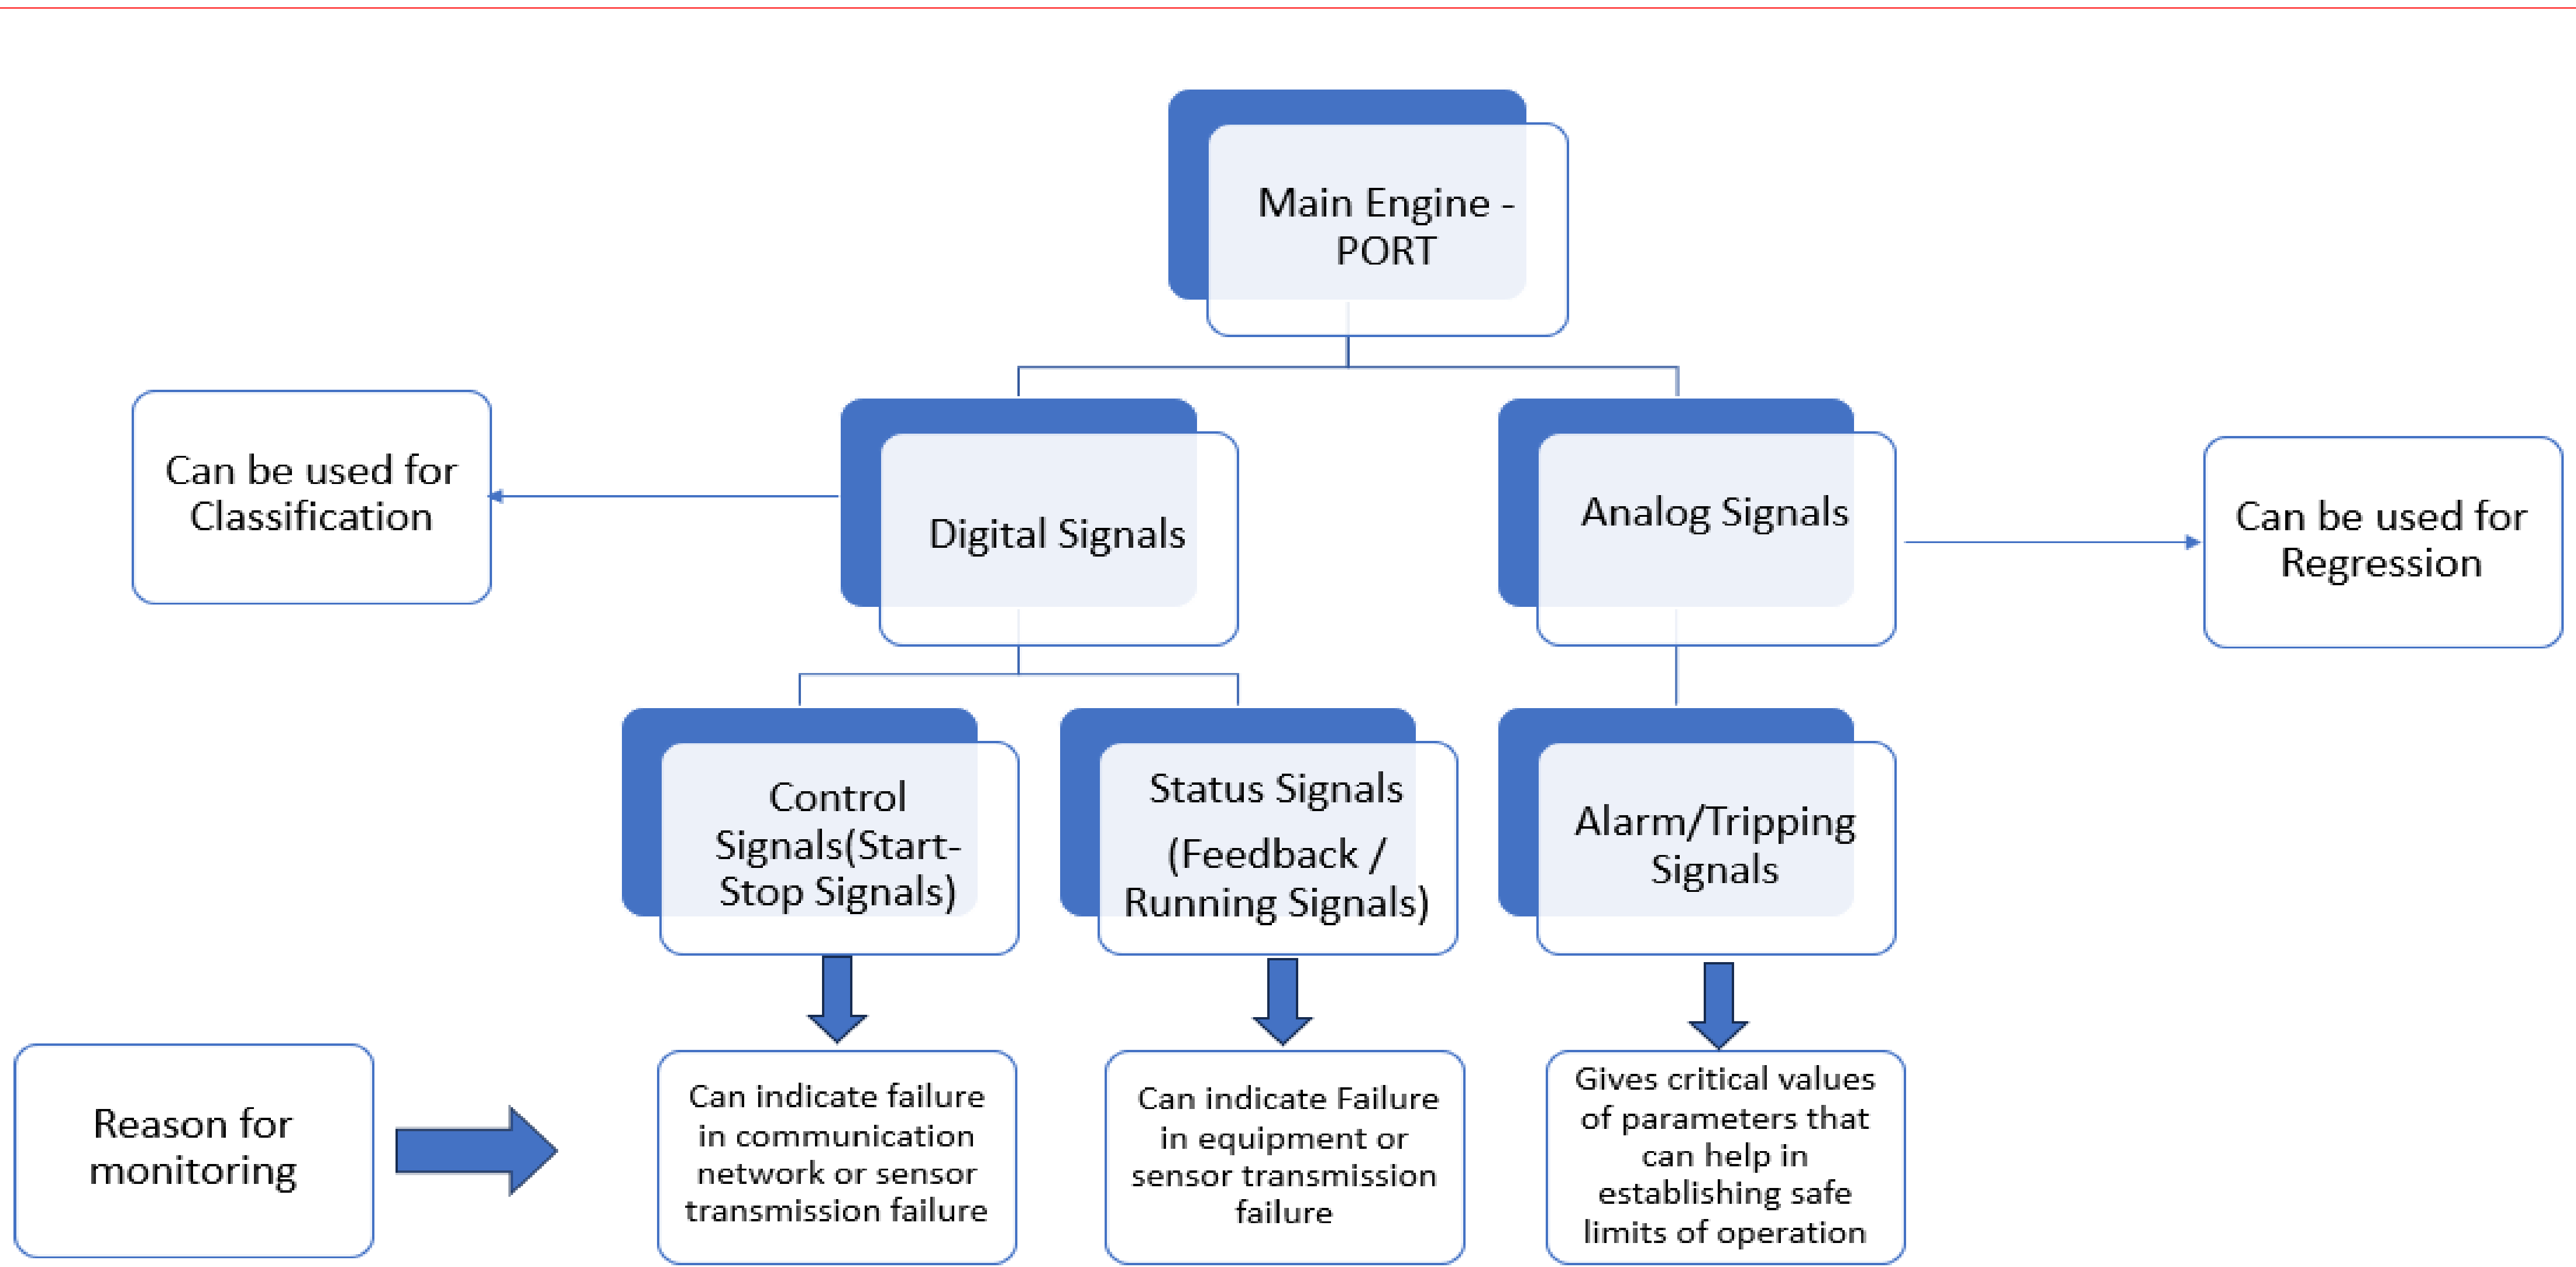 Main Engine -
PORT
Can be used for
Classification
Digital Signals
Analog Signals
Can be used for
Regression
Control
Signals(Start-
Stop Signals)
Status Signals
(Feedback /
Running Signals)
Alarm/Tripping
Signals
Reason for
monitoring
Can indicate failure
in communication
network or sensor
transmission failure
Can indicate Failure
in equipment or
sensor transmission
failure
Gives critical values
of parameters that
can help in
establishing safe
limits of operation